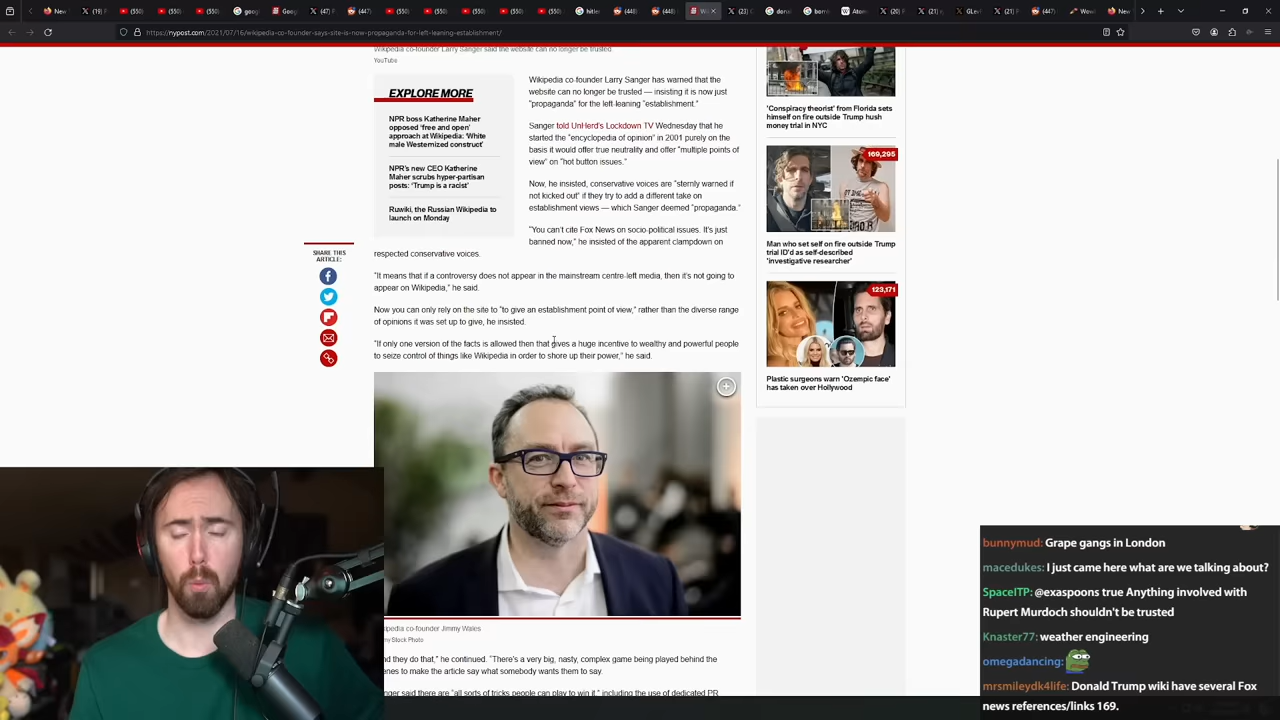 https://nypost.com/2021/07/16/wikipedia-co-founder-says-site-is-now-propaganda-for-left-leaning-establishment/
Wikipedia co-founder Larry Sanger said the website can no longer be trusted.
YouTube
EXPLORE MORE
NPR boss Katherine Maher
opposed 'free and open'
approach at Wikipedia: 'White
male Westernized construct'
NPR's new CEO Katherine
Maher scrubs hyper-partisan
posts: 'Trump is a racist'
Ruwiki, the Russian Wikipedia to
launch on Monday
Wikipedia co-founder Larry Sanger has warned that the
website can no longer be trusted — insisting it is now just
"propaganda" for the left-leaning "establishment."
Sanger told UnHerd's Lockdown TV Wednesday that he
started the "encyclopedia of opinion" in 2001 purely on the
basis it would offer true neutrality and offer "multiple points of
view" on "hot button issues."
Now, he insisted, conservative voices are "sternly warned if
not kicked out" if they try to add a different take on
establishment views — which Sanger deemed "propaganda."
"You can't cite Fox News on socio-political issues. It's just
banned now," he insisted of the apparent clampdown on
respected conservative voices.
"It means that if a controversy does not appear in the mainstream centre-left media, then it's not going to
appear on Wikipedia," he said.
Now you can only rely on the site to "to give an establishment point of view," rather than the diverse range
of opinions it was set up to give, he insisted.
"If only one version of the facts is allowed then that gives a huge incentive to wealthy and powerful people
to seize control of things like Wikipedia in order to shore up their power," he said.
SHARE THIS
ARTICLE:
'Conspiracy theorist' from Florida sets
himself on fire outside Trump hush
money trial in NYC
169,295
Man who set self on fire outside Trump
trial ID'd as self-described
'investigative researcher'
123,171
Plastic surgeons warn 'Ozempic face'
has taken over Hollywood
ipedia co-founder Jimmy Wales
my Stock Photo
nd they do that," he continued. "There's a very big, nasty, complex game being played behind the
enes to make the article say what somebody wants them to say.
nger said there are "all sorts of tricks people can play to win it," including the use of dedicated PR
bunnymud: Grape gangs in London
macedukes: I just came here what are we talking about?
SpaceITP: @exaspoons true Anything involved with
Rupert Murdoch shouldn't be trusted
Knaster77: weather engineering
omegadancing:
mrsmileydk4life: Donald Trump wiki have several Fox
news references/links 169.